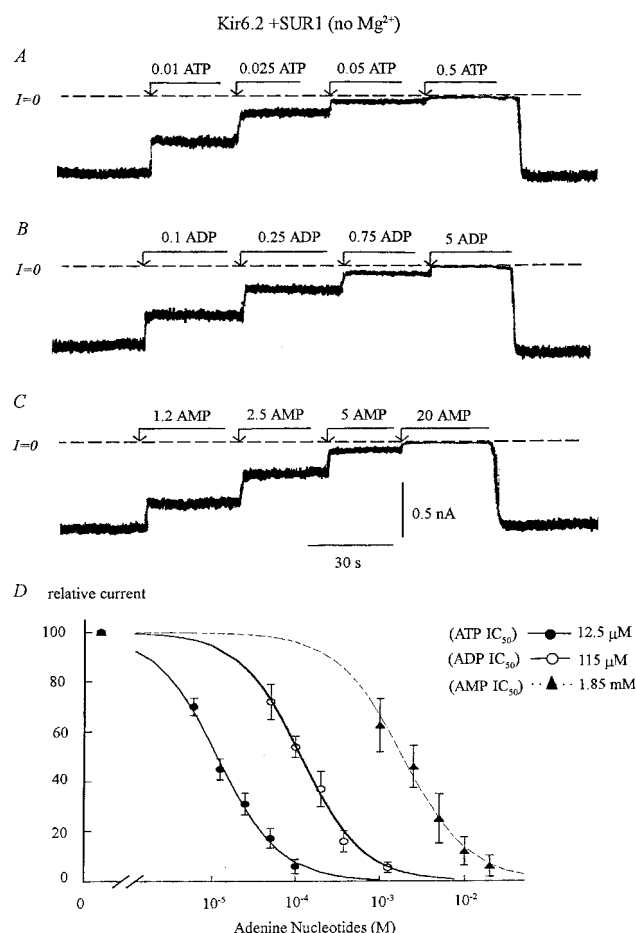 Kir6.2 +SUR1 (no Mg²⁺)
A
0.01 ATP 0.025 ATP 0.05 ATP 0.5 ATP
I=0
B
0.1 ADP 0.25 ADP 0.75 ADP 5 ADP
I=0
C
1.2 AMP 2.5 AMP 5 AMP 20 AMP
I=0
0.5 nA
30 s
D relative current
100
80
60
40
20
0
0 10⁻⁵ 10⁻⁴ 10⁻³ 10⁻²
Adenine Nucleotides (M)
(ATP IC₅₀) 12.5 μM
(ADP IC₅₀) 115 μM
(AMP IC₅₀) 1.85 mM